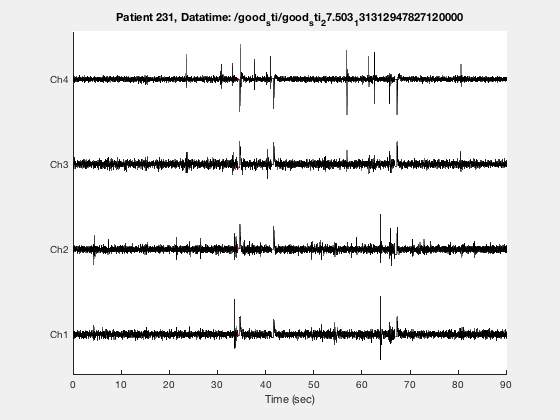 Patient 231, Datatime: /good_sti/good_sti_27.503_131312947827120000
Ch4
Ch3
Ch2
Ch1
0 10 20 30 40 50 60 70 80 90
Time (sec)